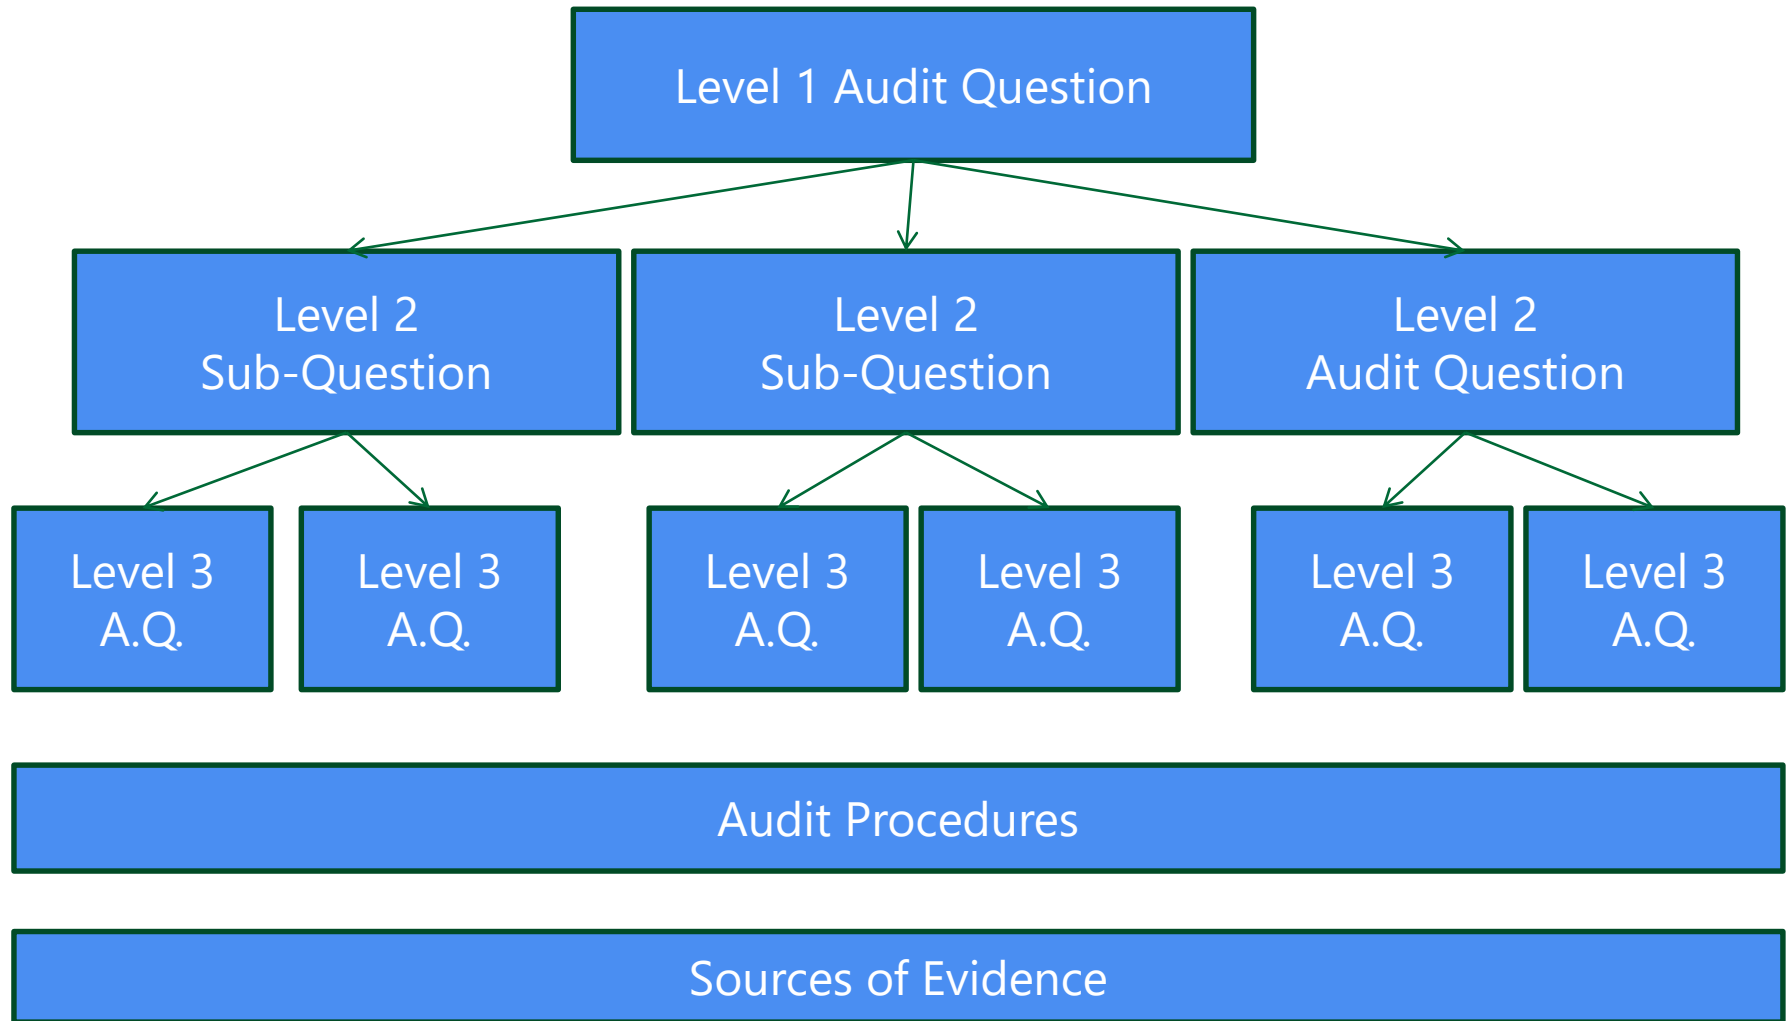 Level 1 Audit Question
Level 2
Sub-Question
Level 2
Sub-Question
Level 2
Audit Question
Level 3
A.Q.
Level 3
A.Q.
Level 3
A.Q.
Level 3
A.Q.
Level 3
A.Q.
Level 3
A.Q.
Audit Procedures
Sources of Evidence